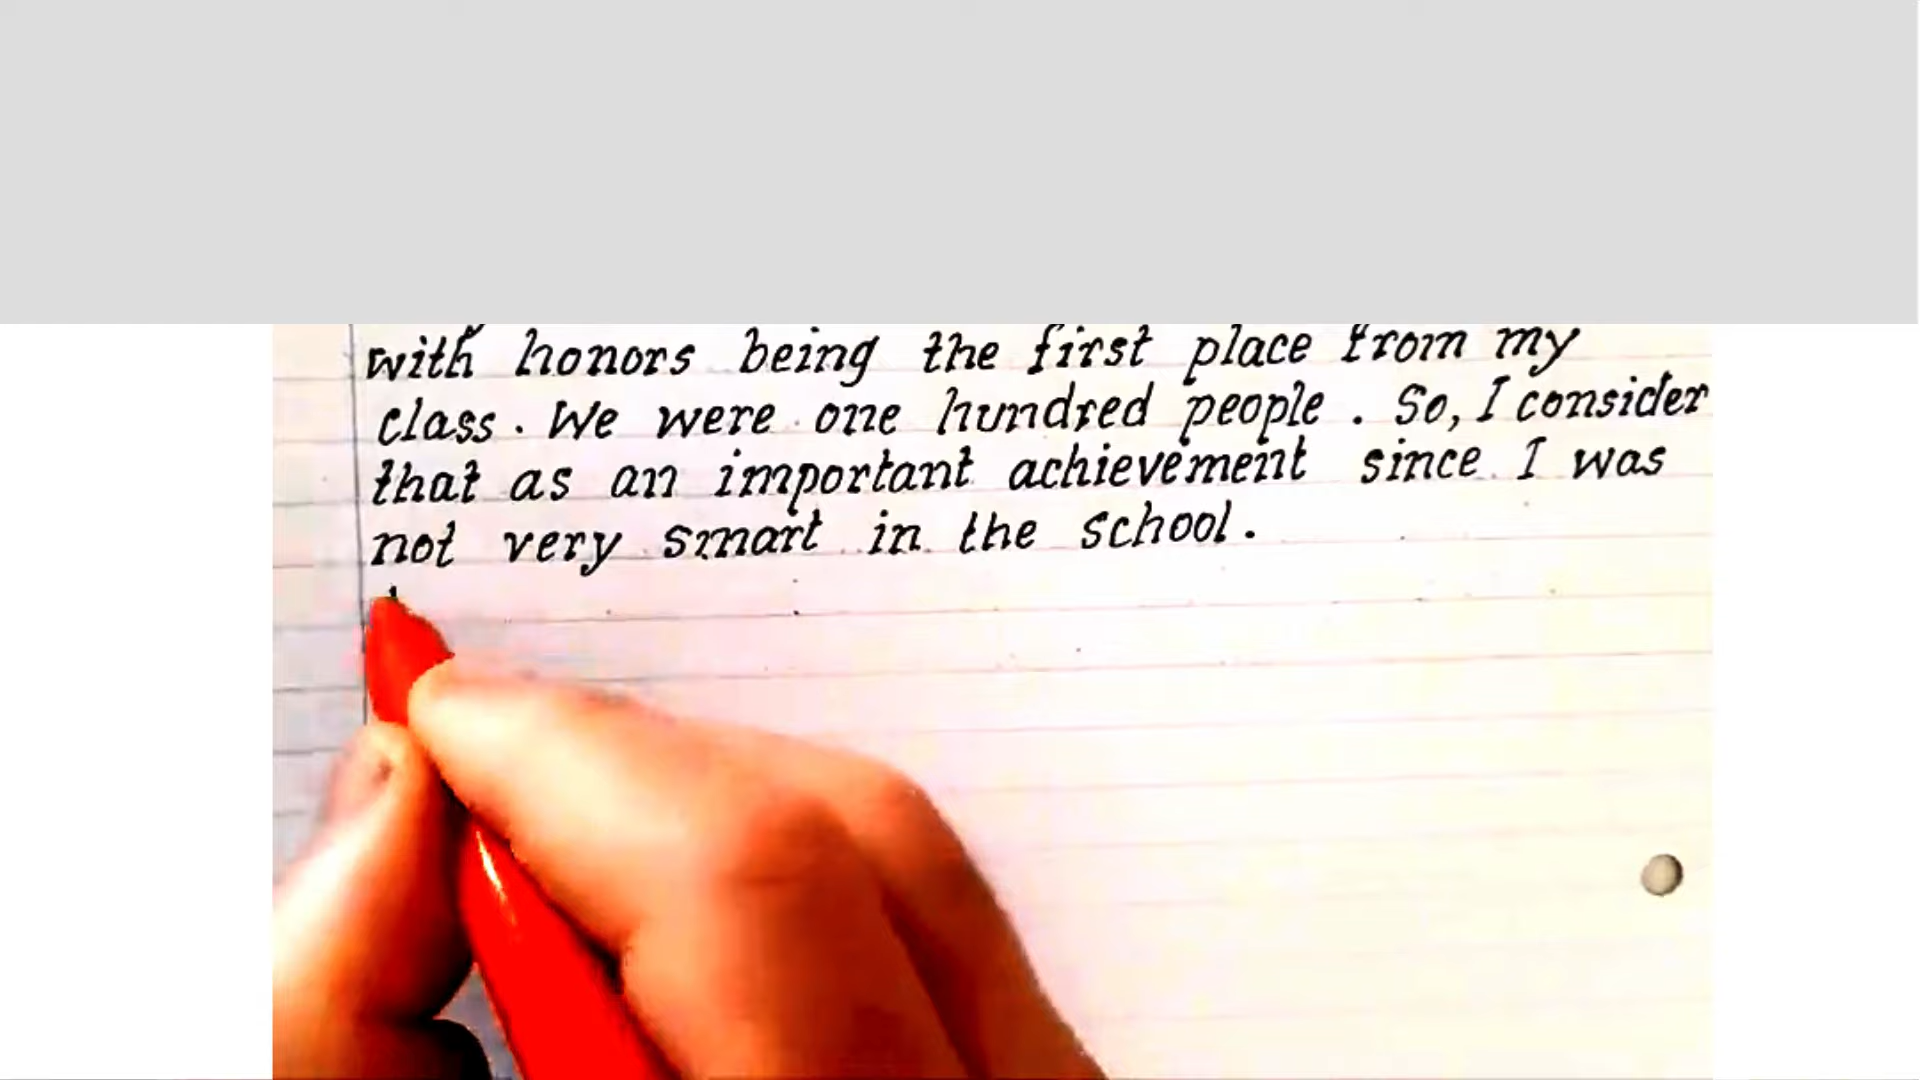 with honors being the first place from my
class. We were one hundred people. So, I consider
that as an important achievement since I was
not very smart in the school.